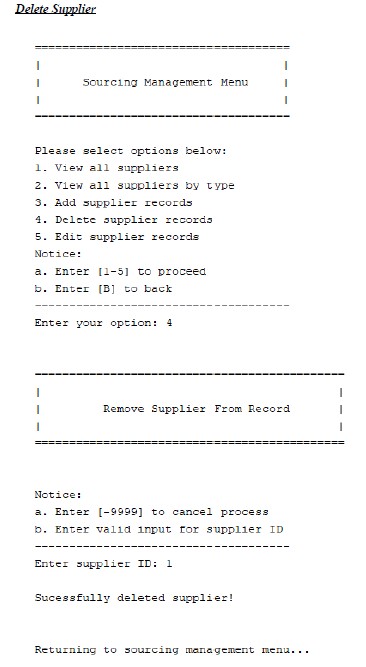 Delete Supplier
=====================================
|                                   |
|      Sourcing Management Menu     |
|                                   |
=====================================
Please select options below:
1. View all suppliers
2. View all suppliers by type
3. Add supplier records
4. Delete supplier records
5. Edit supplier records
Notice:
a. Enter [1-5] to proceed
b. Enter [B] to back
-------------------------------------
Enter your option: 4
=============================================
|                                           |
|         Remove Supplier From Record       |
|                                           |
=============================================
Notice:
a. Enter [-9999] to cancel process
b. Enter valid input for supplier ID
-------------------------------------
Enter supplier ID: 1
Sucessfully deleted supplier!
Returning to sourcing management menu...